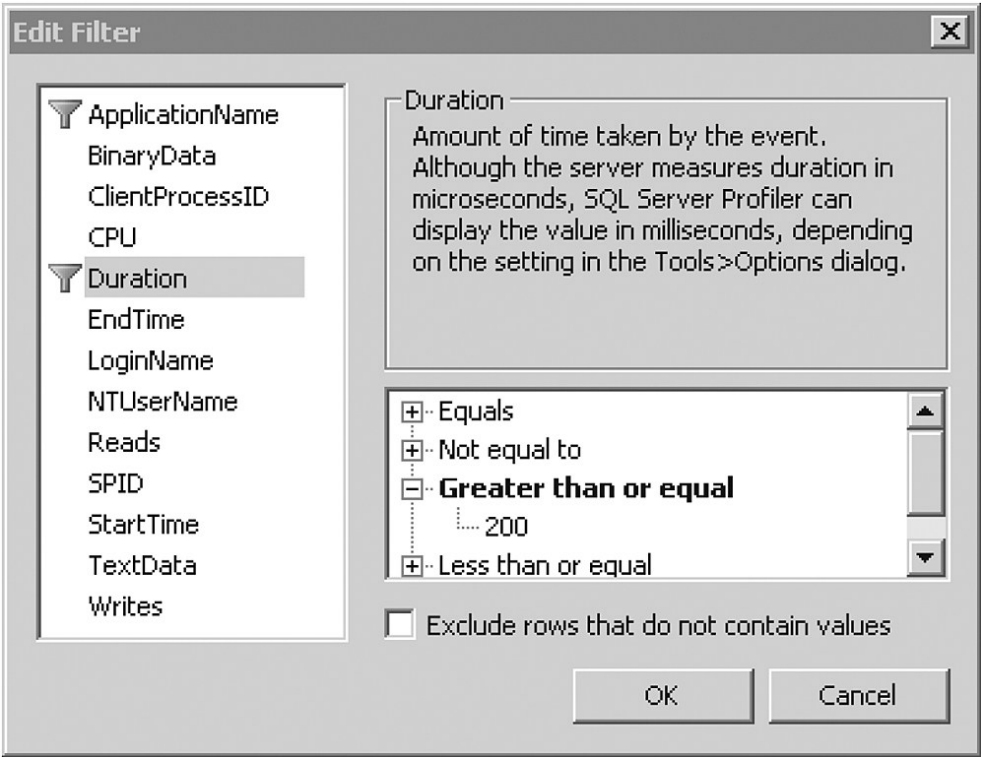 Edit Filter
ApplicationName
BinaryData
ClientProcessID
CPU
Duration
EndTime
LoginName
NTUserName
Reads
SPID
StartTime
TextData
Writes
Duration
Amount of time taken by the event.
Although the server measures duration in
microseconds, SQL Server Profiler can
display the value in milliseconds, depending
on the setting in the Tools>Options dialog.
Equals
Not equal to
Greater than or equal
200
Less than or equal
Exclude rows that do not contain values
OK
Cancel